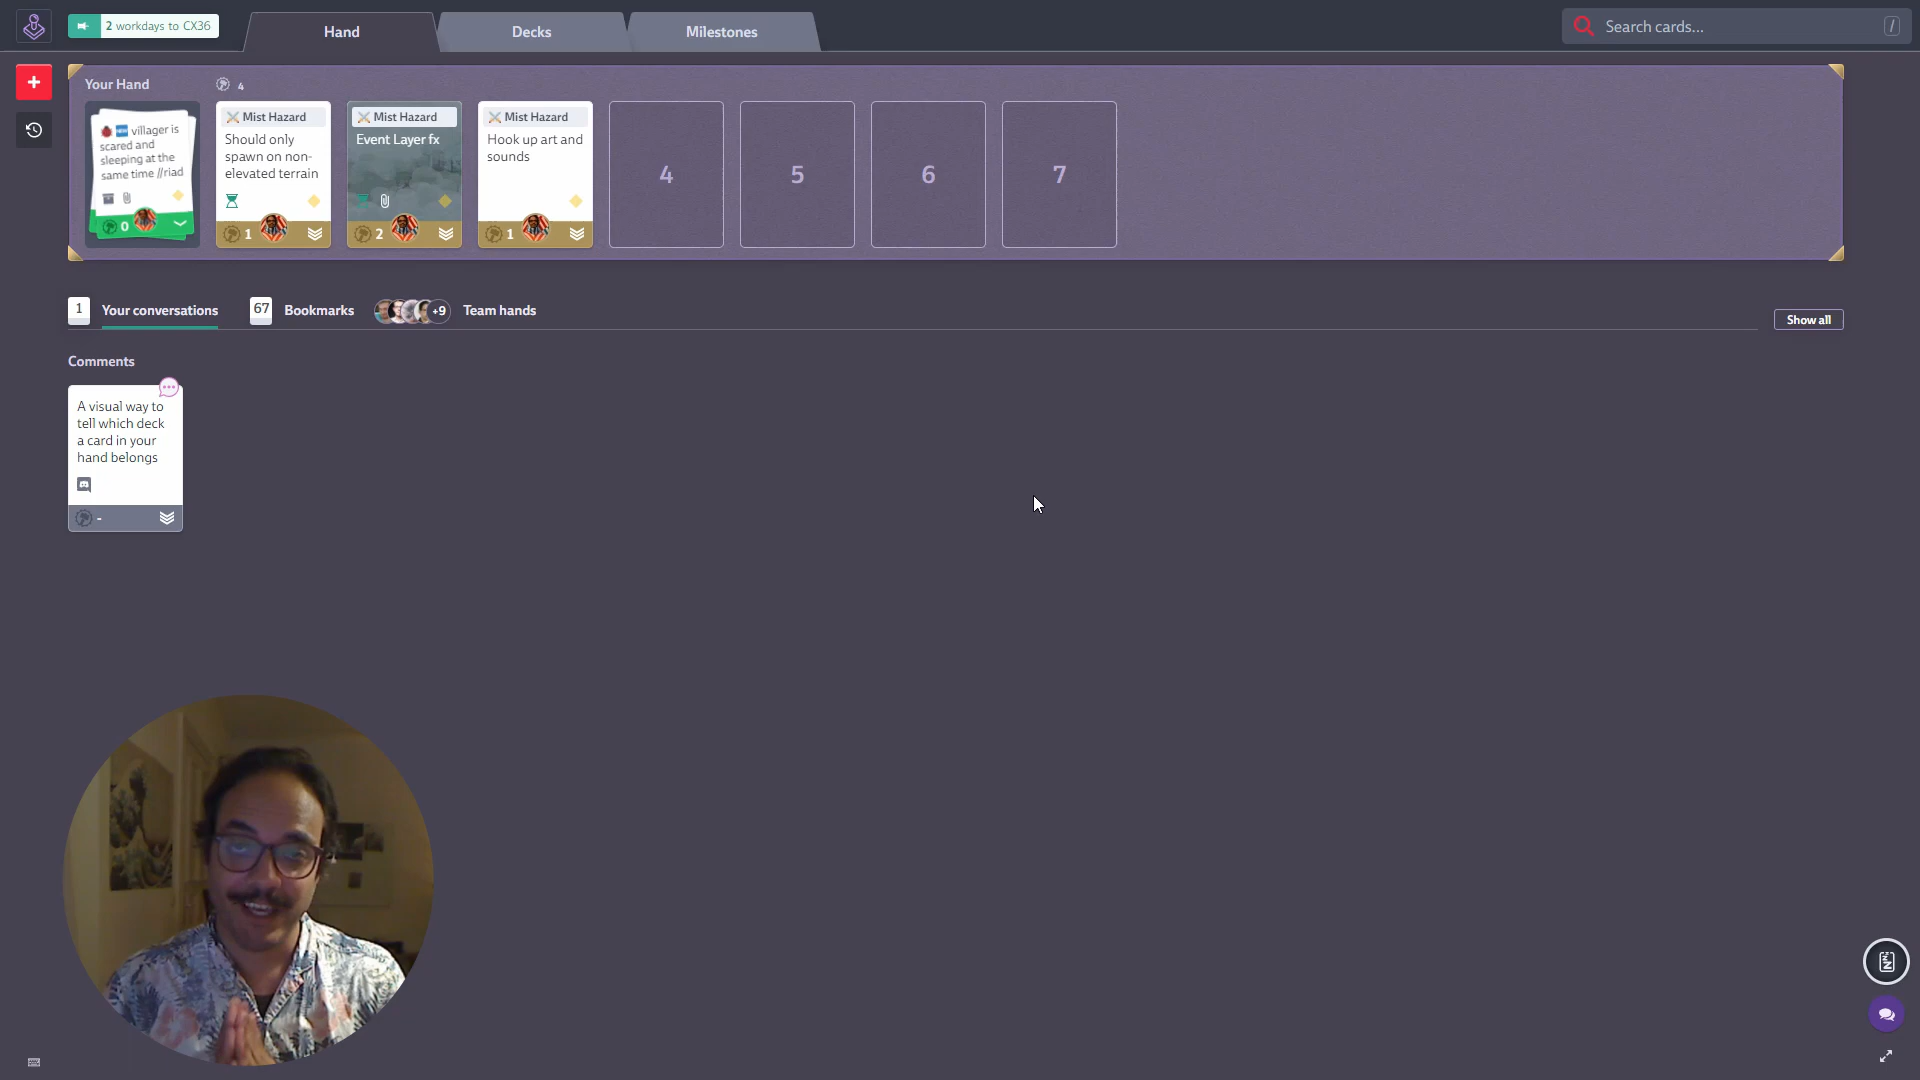 2 workdays to CX36
Hand
Decks
Milestones
Search cards...
/
Your Hand
4
villager is
scared and
sleeping at the
same time //riad
0
Mist Hazard
Should only
spawn on non-
elevated terrain
1
Mist Hazard
Event Layer fx
2
Mist Hazard
Hook up art and
sounds
1
4
5
6
7
1
Your conversations
67
Bookmarks
+9
Team hands
Show all
Comments
A visual way to
tell which deck
a card in your
hand belongs
-